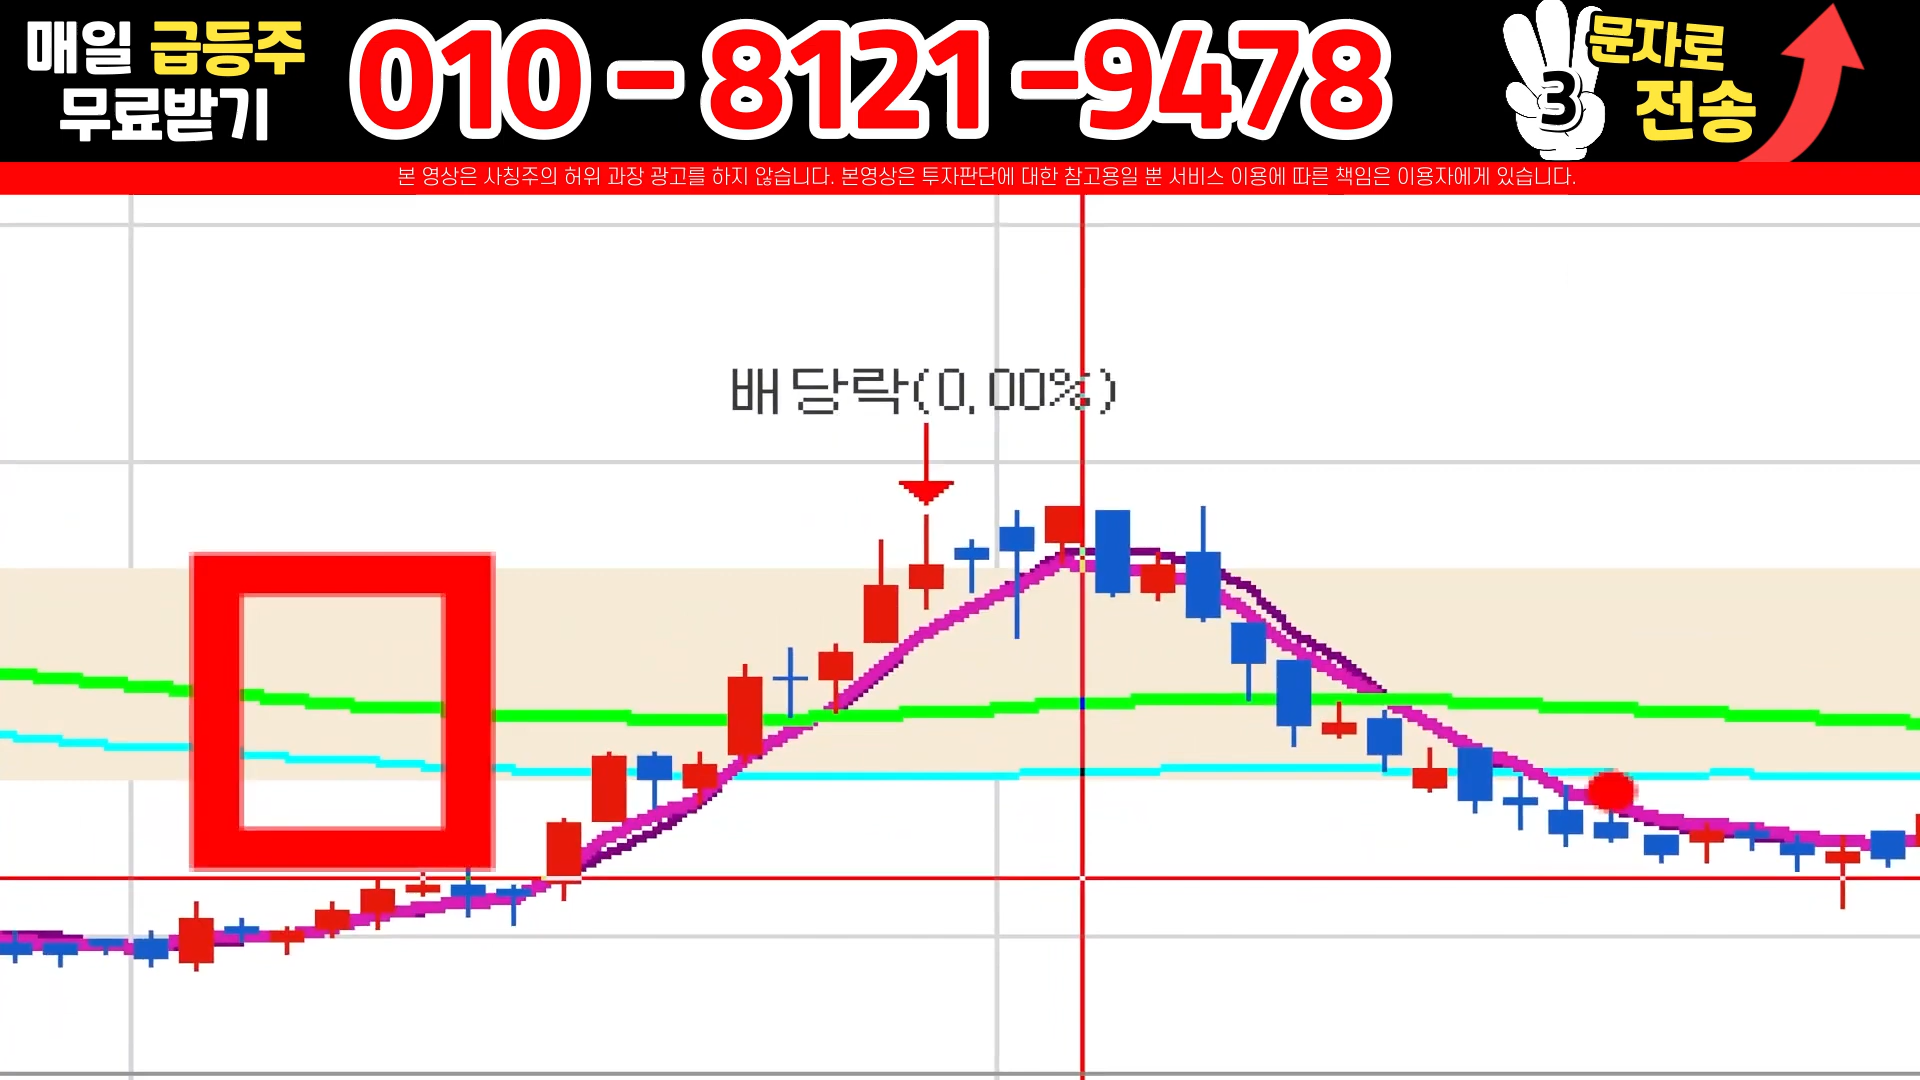 매일 급등주
무료받기
010-8121-9478
3
문자로
전송
본 영상은 사칭주의 허위 과장 광고를 하지 않습니다. 본영상은 투자판단에 대한 참고용일 뿐 서비스 이용에 따른 책임은 이용자에게 있습니다.
배당락(0.00%)